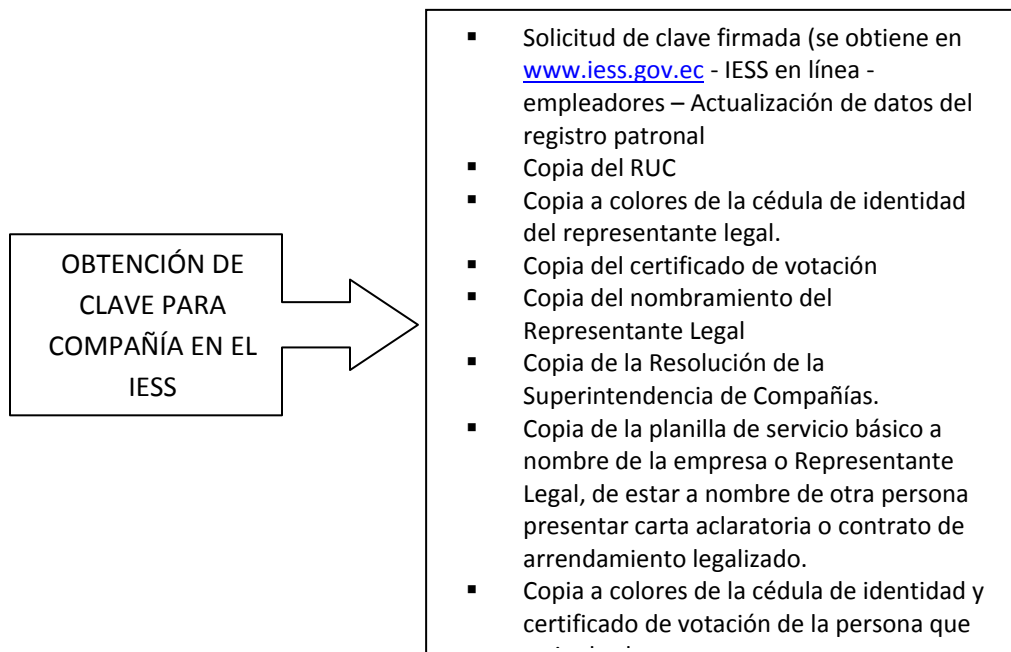 OBTENCIÓN DE
CLAVE PARA
COMPAÑÍA EN EL
IESS
▪ Solicitud de clave firmada (se obtiene en
www.iess.gov.ec - IESS en línea -
empleadores – Actualización de datos del
registro patronal
▪ Copia del RUC
▪ Copia a colores de la cédula de identidad
del representante legal.
▪ Copia del certificado de votación
▪ Copia del nombramiento del
Representante Legal
▪ Copia de la Resolución de la
Superintendencia de Compañías.
▪ Copia de la planilla de servicio básico a
nombre de la empresa o Representante
Legal, de estar a nombre de otra persona
presentar carta aclaratoria o contrato de
arrendamiento legalizado.
▪ Copia a colores de la cédula de identidad y
certificado de votación de la persona que